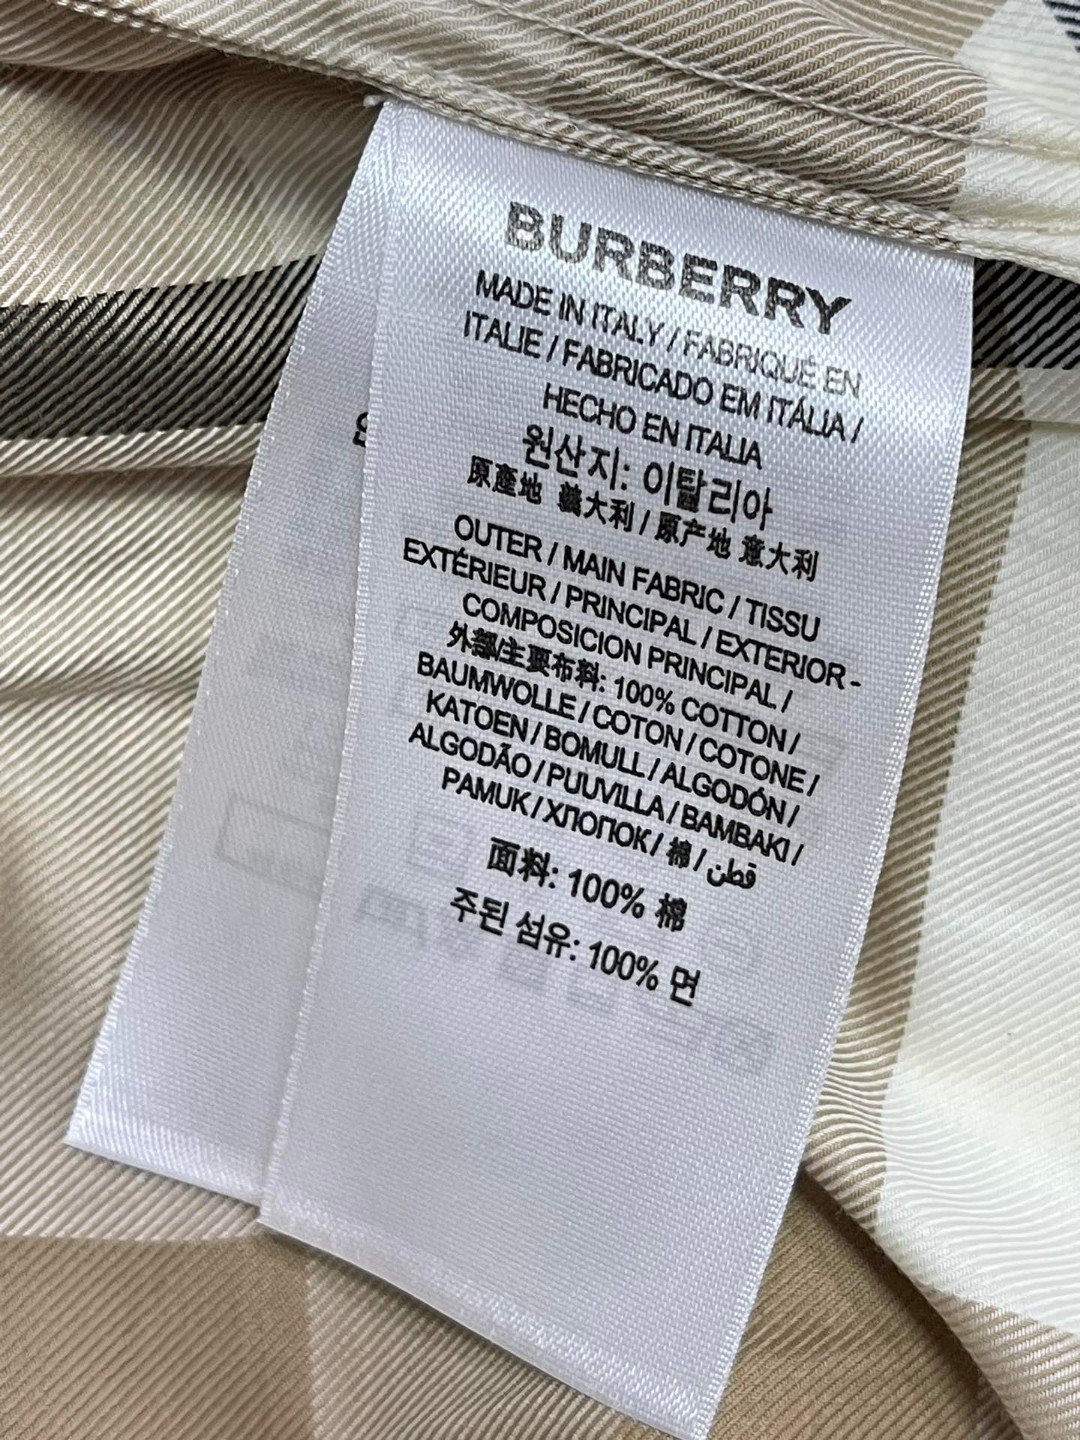 BURBERRY
MADE IN ITALY / FABRIQUÉ EN
ITALIE / FABRICADO EM ITÁLIA /
HECHO EN ITALIA
원산지: 이탈리아
原產地 義大利 / 原产地 意大利
OUTER / MAIN FABRIC / TISSU
EXTÉRIEUR / PRINCIPAL / EXTERIOR -
COMPOSICION PRINCIPAL /
外部/主要布料: 100% COTTON /
BAUMWOLLE / COTON / COTONE /
KATOEN / BOMULL / ALGODÓN /
ALGODÃO / PUUVILLA / BAMBAKI /
PAMUK / ХЛОПОК / 棉 / قطن
面料: 100% 棉
주된 섬유: 100% 면